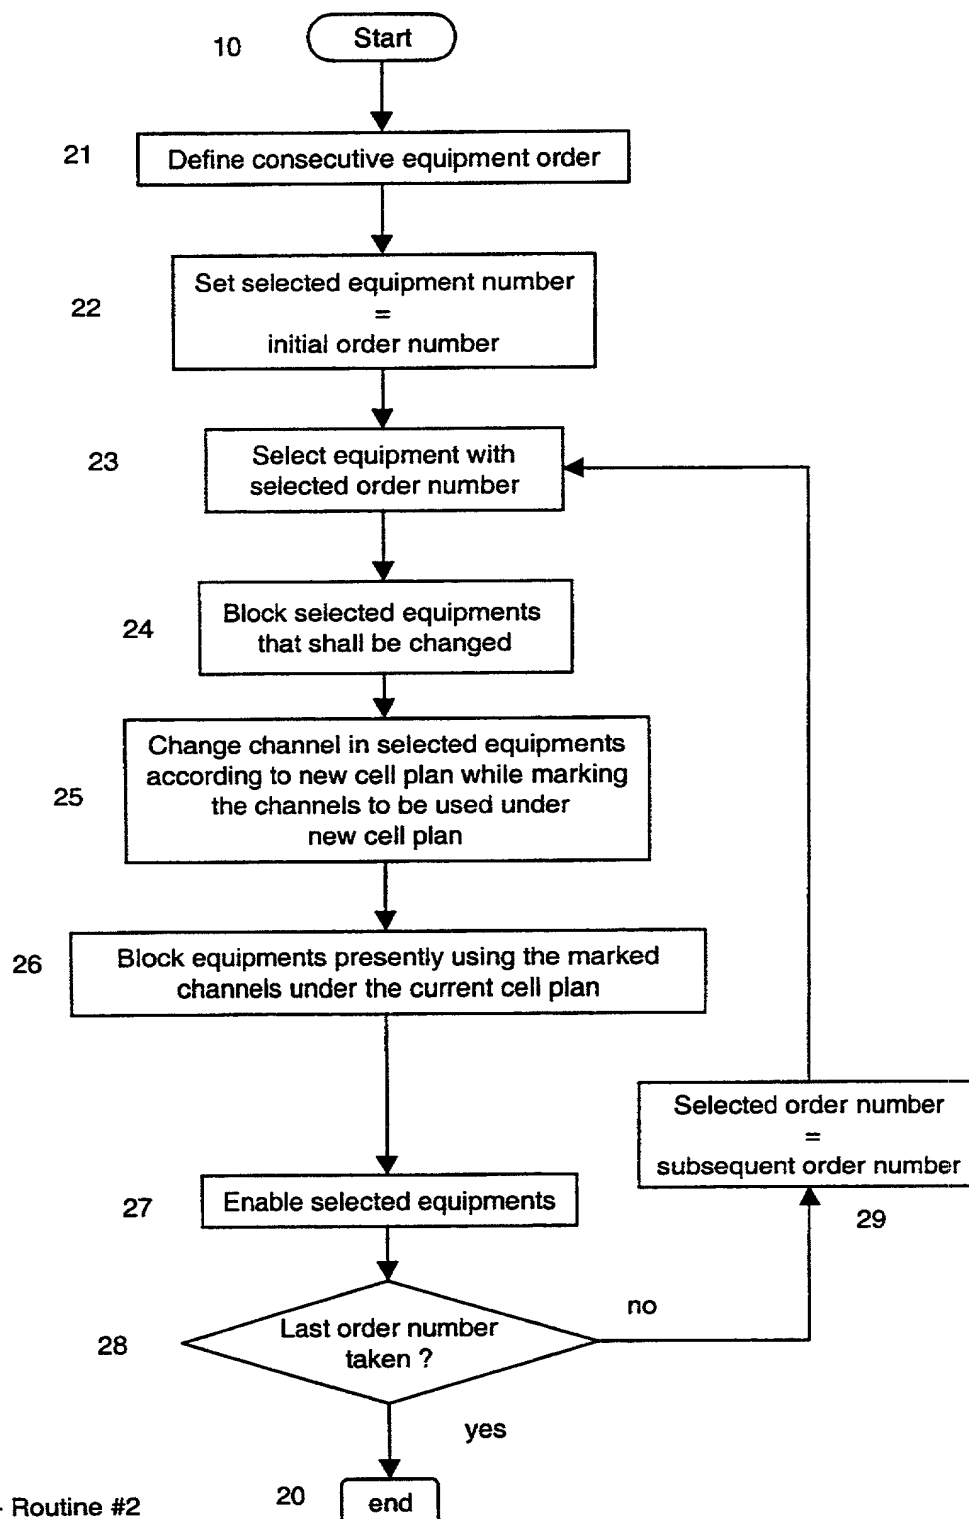 10
Start
21
Define consecutive equipment order
22
Set selected equipment number
=
initial order number
23
Select equipment with
selected order number
24
Block selected equipments
that shall be changed
25
Change channel in selected equipments
according to new cell plan while marking
the channels to be used under
new cell plan
26
Block equipments presently using the marked
channels under the current cell plan
Selected order number
=
subsequent order number
29
27
Enable selected equipments
28
Last order number
taken ?
no
yes
20
end
- Routine #2